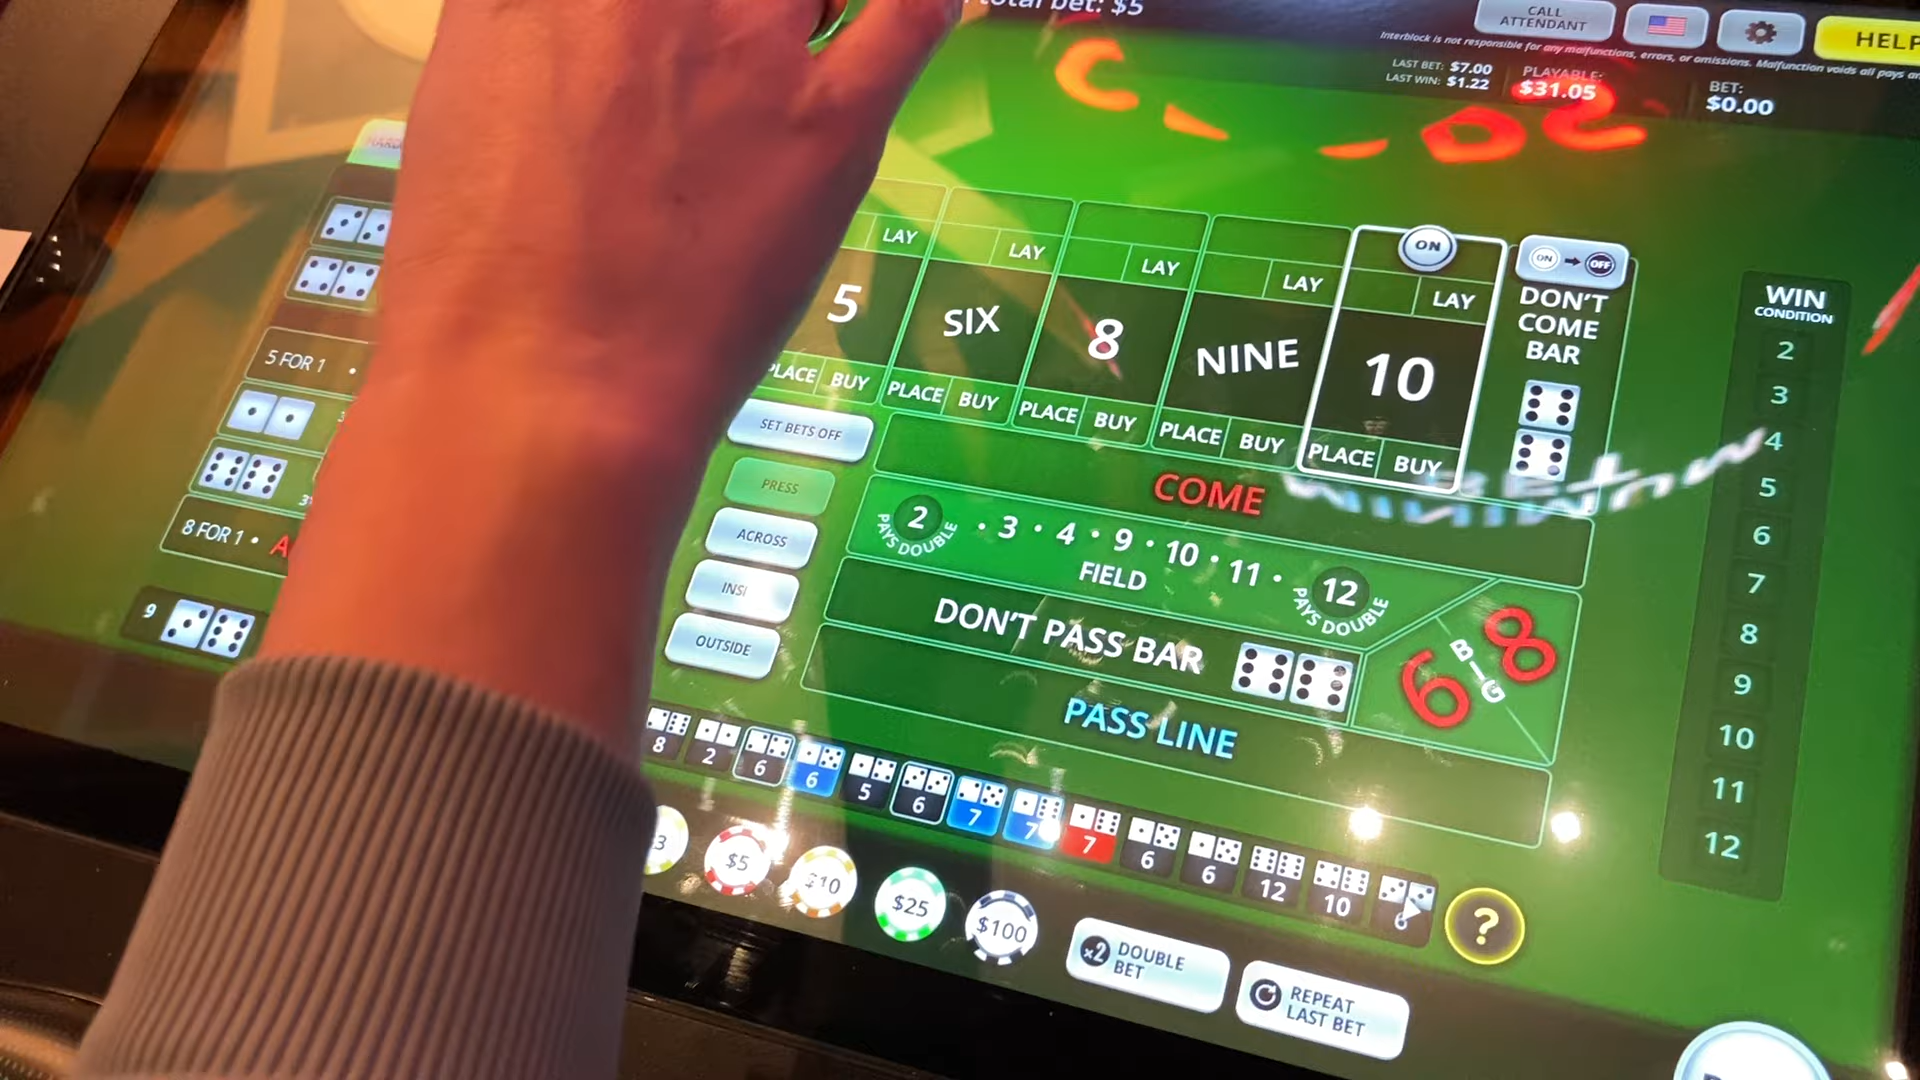 total bet: $5
CALL
ATTENDANT
HELP
Interblock is not responsible for any malfunctions, errors, or omissions. Malfunction voids all pays
LAST BET: $7.00
LAST WIN: $1.22
PLAYABLE:
$31.05
BET:
$0.00
LAY
LAY
LAY
LAY
LAY
ON
ON
OFF
5
SIX
8
NINE
10
DON'T
COME
BAR
PLACE BUY
PLACE BUY
PLACE BUY
PLACE BUY
PLACE BUY
WIN
CONDITION
2
3
4
5
6
7
8
9
10
11
12
5 FOR 1 •
8 FOR 1 •
9
SET BETS OFF
PRESS
ACROSS
OUTSIDE
COME
2 • 3 • 4 • 9 • 10 • 11 • 12
PAYS DOUBLE
FIELD
PAYS DOUBLE
DON'T PASS BAR
6 8
BIG
PASS LINE
8 2 6 6 5 6 7 7 7 6 6 12 10 6
?
$5
$10
$25
$100
x2 DOUBLE
BET
REPEAT
LAST BET